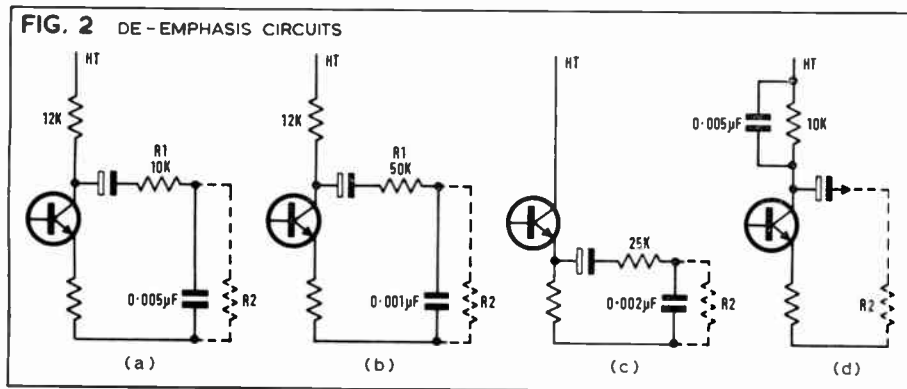 FIG. 2 DE-EMPHASIS CIRCUITS
HT
12K
R1
10K
0·005µF
R2
(a)
HT
12K
R1
50K
0·001µF
R2
(b)
HT
25K
0·002µF
R2
(c)
HT
0·005µF
10K
R2
(d)